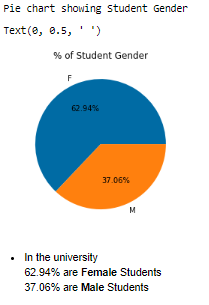 Pie chart showing Student Gender
Text(0, 0.5, ' ')
% of Student Gender
F
62.94%
37.06%
M
• In the university
62.94% are Female Students
37.06% are Male Students